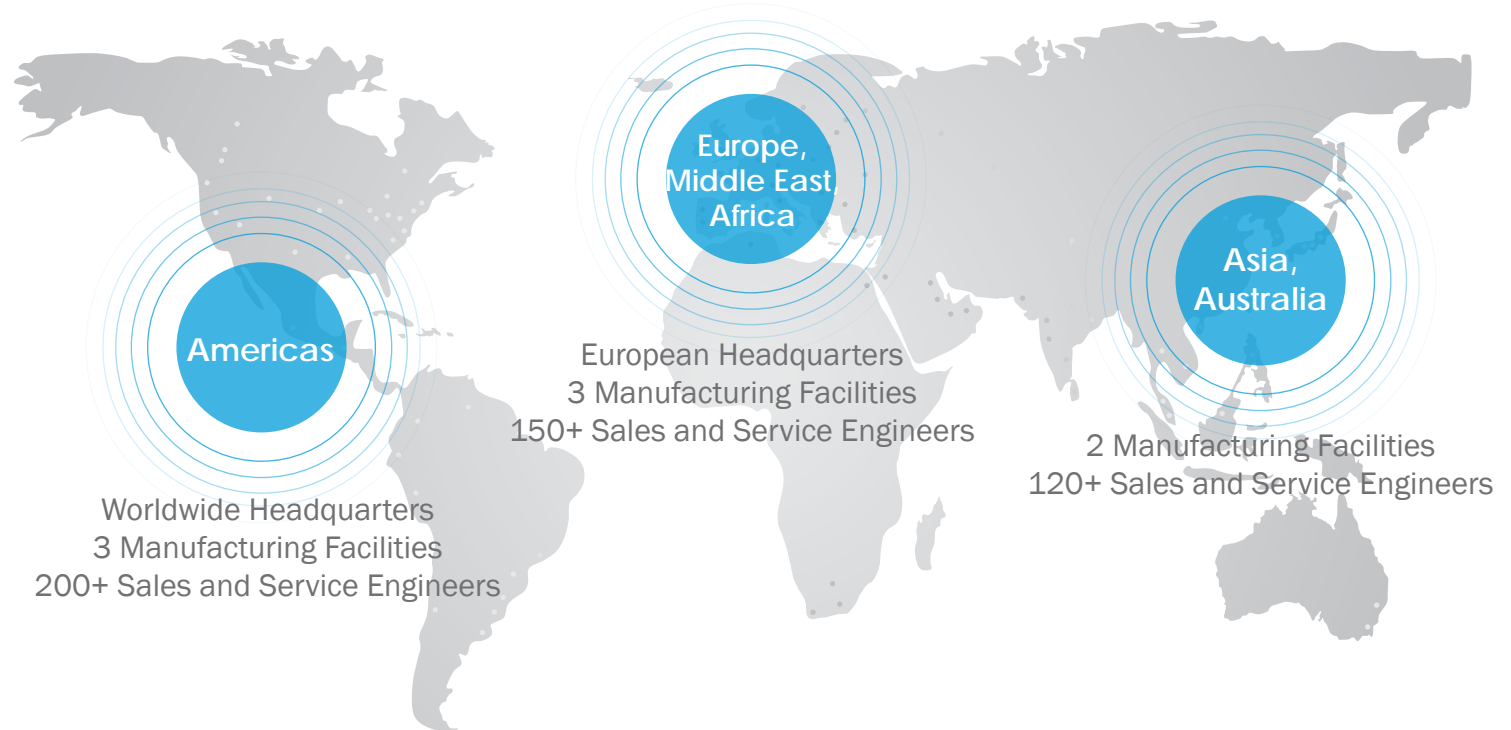 Americas
Worldwide Headquarters
3 Manufacturing Facilities
200+ Sales and Service Engineers
Europe,
Middle East,
Africa
European Headquarters
3 Manufacturing Facilities
150+ Sales and Service Engineers
Asia,
Australia
2 Manufacturing Facilities
120+ Sales and Service Engineers